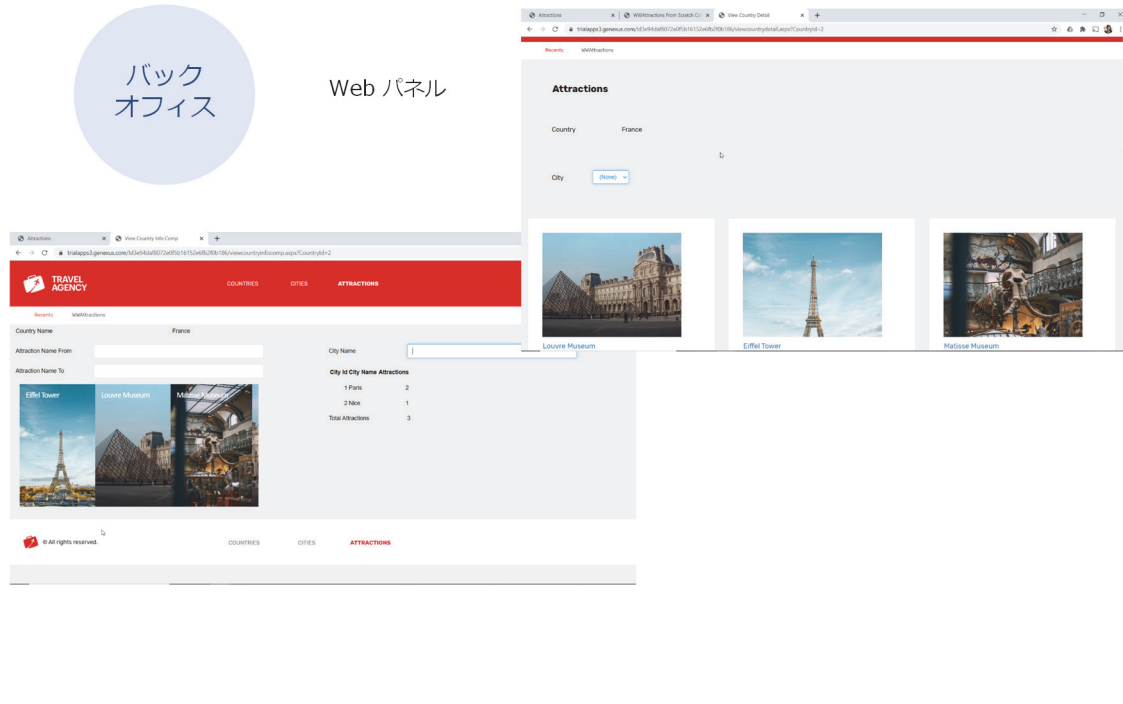 バック
オフィス
Web パネル
Attractions
WWAttractions From Scratch Co
View Country Detail
trialapps3.genexus.com/Id3e94daf8072e0f5b16152e6fb2f0b186/viewcountrydetail.aspx?CountryId=2
Recents WWAttractions
Attractions
Country France
City (None)
Louvre Museum
Eiffel Tower
Matisse Museum
Attractions
View Country Info Comp
trialapps3.genexus.com/Id3e94daf8072e0f5b16152e6fb2f0b186/viewcountryinfocomp.aspx?CountryId=2
TRAVEL
AGENCY
COUNTRIES CITIES ATTRACTIONS
Recents WWAttractions
Country Name France
Attraction Name From
Attraction Name To
Eiffel Tower
Louvre Museum
Matisse Museum
City Name
City Id City Name Attractions
1 Paris 2
2 Nice 1
Total Attractions 3
© All rights reserved.
COUNTRIES CITIES ATTRACTIONS